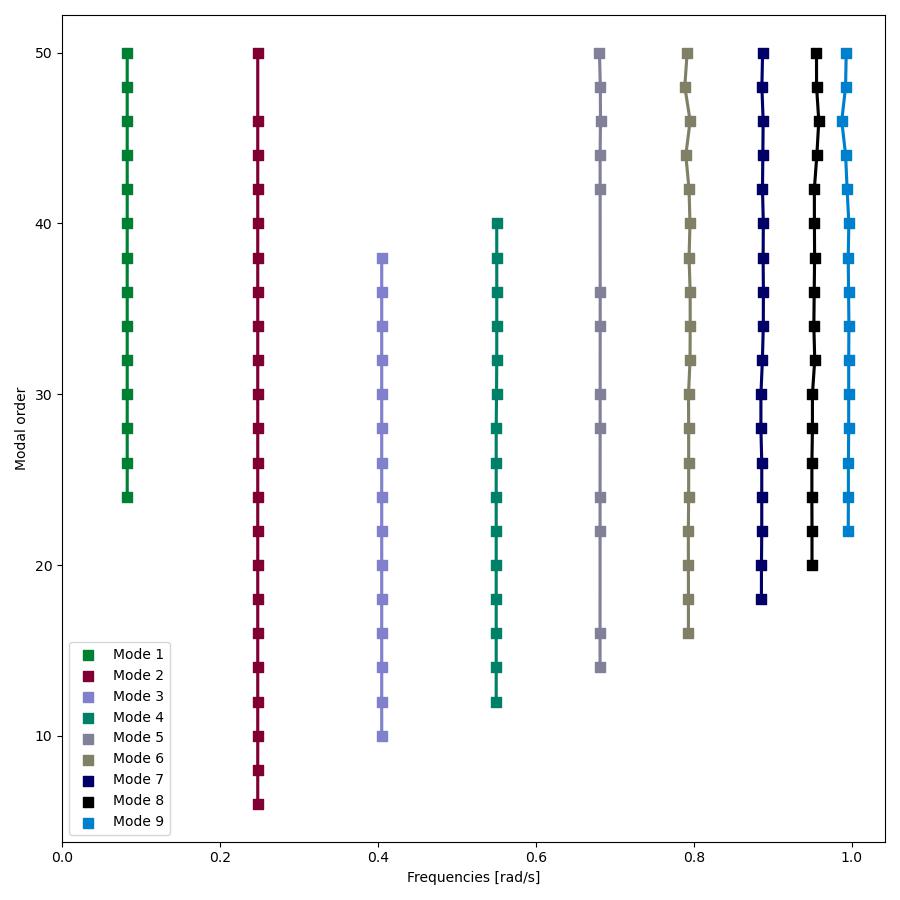 50
40
30
20
10
Modal order
Mode 1
Mode 2
Mode 3
Mode 4
Mode 5
Mode 6
Mode 7
Mode 8
Mode 9
0.0 0.2 0.4 0.6 0.8 1.0
Frequencies [rad/s]